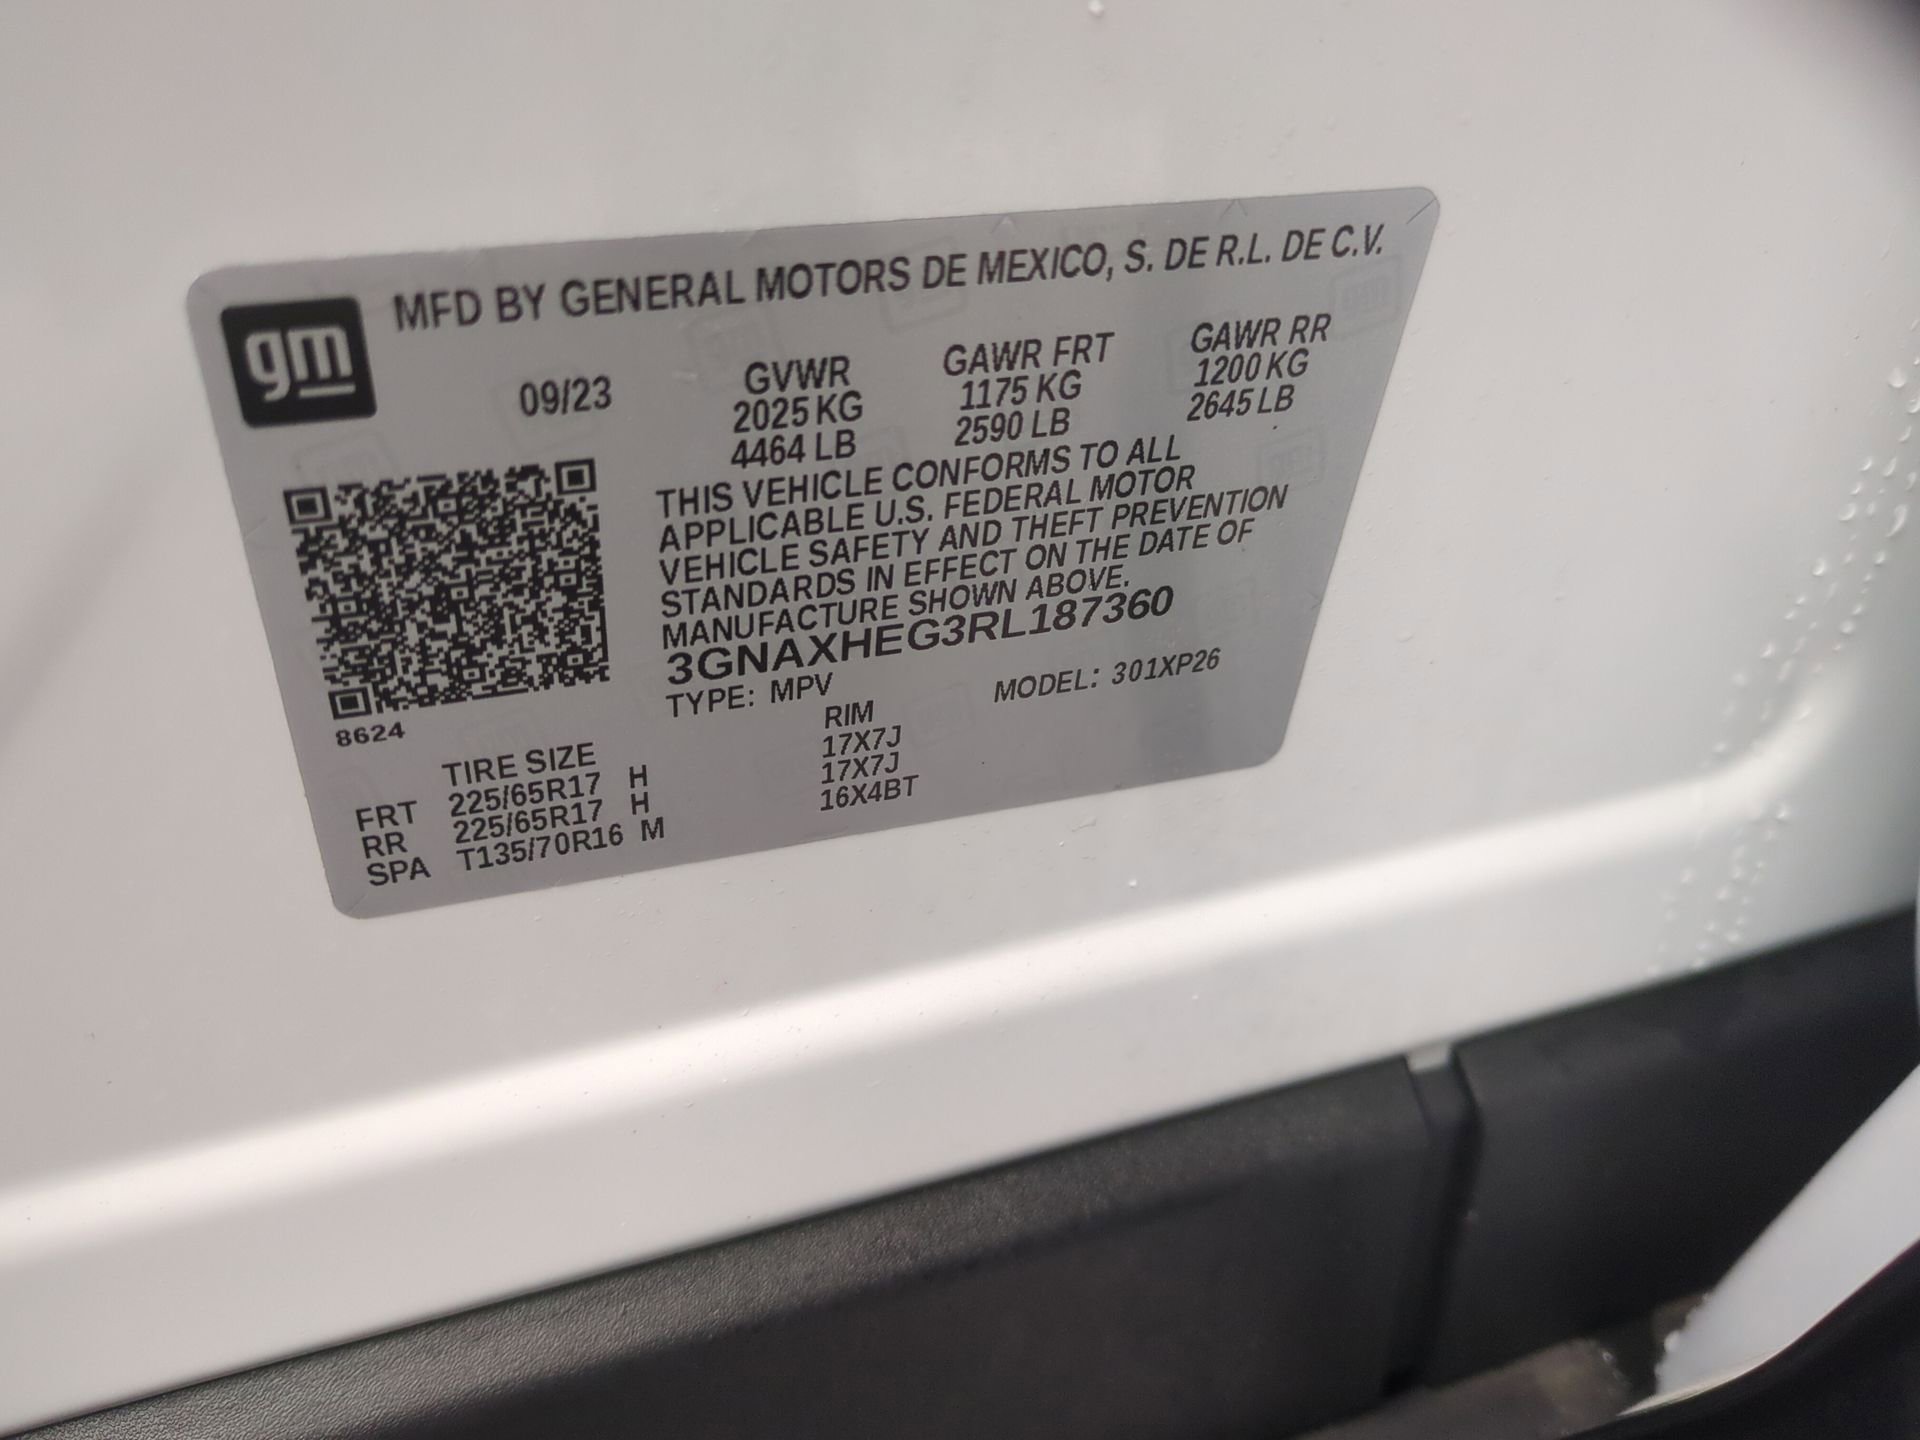 gm
MFD BY GENERAL MOTORS DE MEXICO, S. DE R.L. DE C.V.
09/23
GVWR GAWR FRT GAWR RR
2025 KG 1175 KG 1200 KG
4464 LB 2590 LB 2645 LB
THIS VEHICLE CONFORMS TO ALL
APPLICABLE U.S. FEDERAL MOTOR
VEHICLE SAFETY AND THEFT PREVENTION
STANDARDS IN EFFECT ON THE DATE OF
MANUFACTURE SHOWN ABOVE.
3GNAXHEG3RL187360
TYPE: MPV MODEL: 301XP26
8624
TIRE SIZE RIM
FRT 225/65R17 H 17X7J
RR 225/65R17 H 17X7J
SPA T135/70R16 M 16X4BT